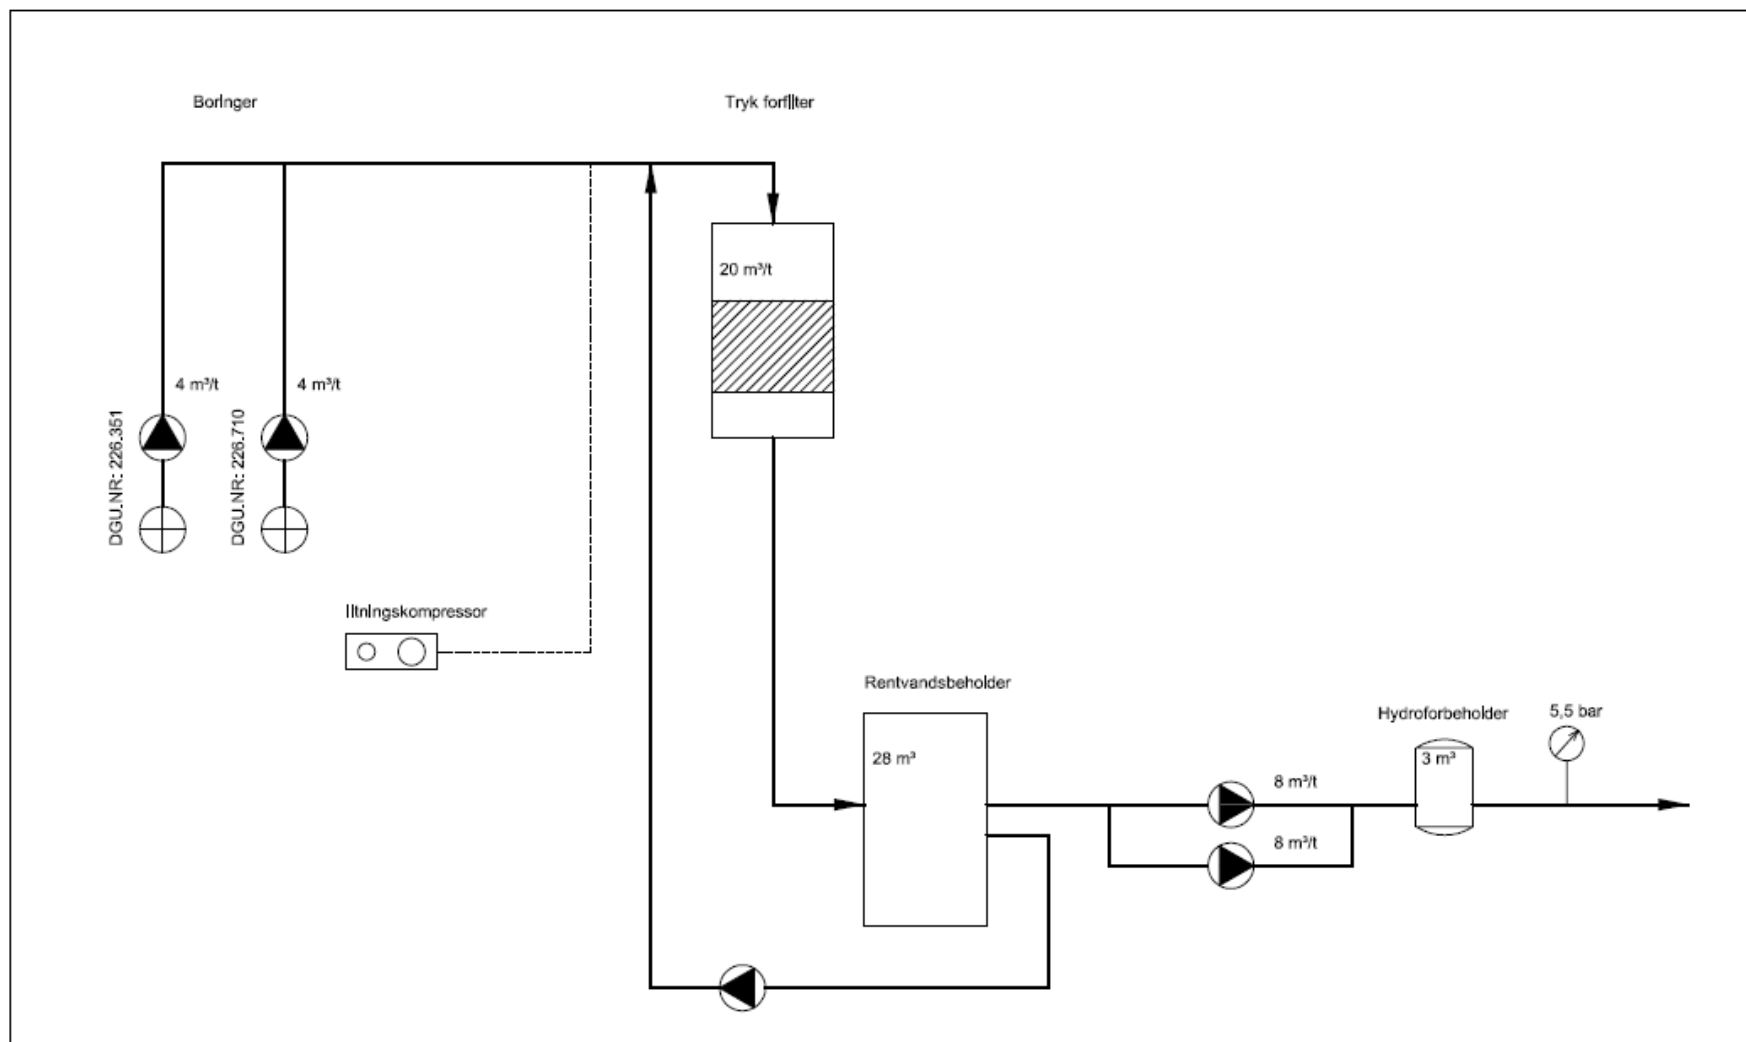 Boringer
Tryk forfilter
20 m³/t
4 m³/t
4 m³/t
DGU.NR: 226.351
DGU.NR: 226.710
Iltningskompressor
Rentvandsbeholder
28 m³
Hydroforbeholder
3 m³
5,5 bar
8 m³/t
8 m³/t